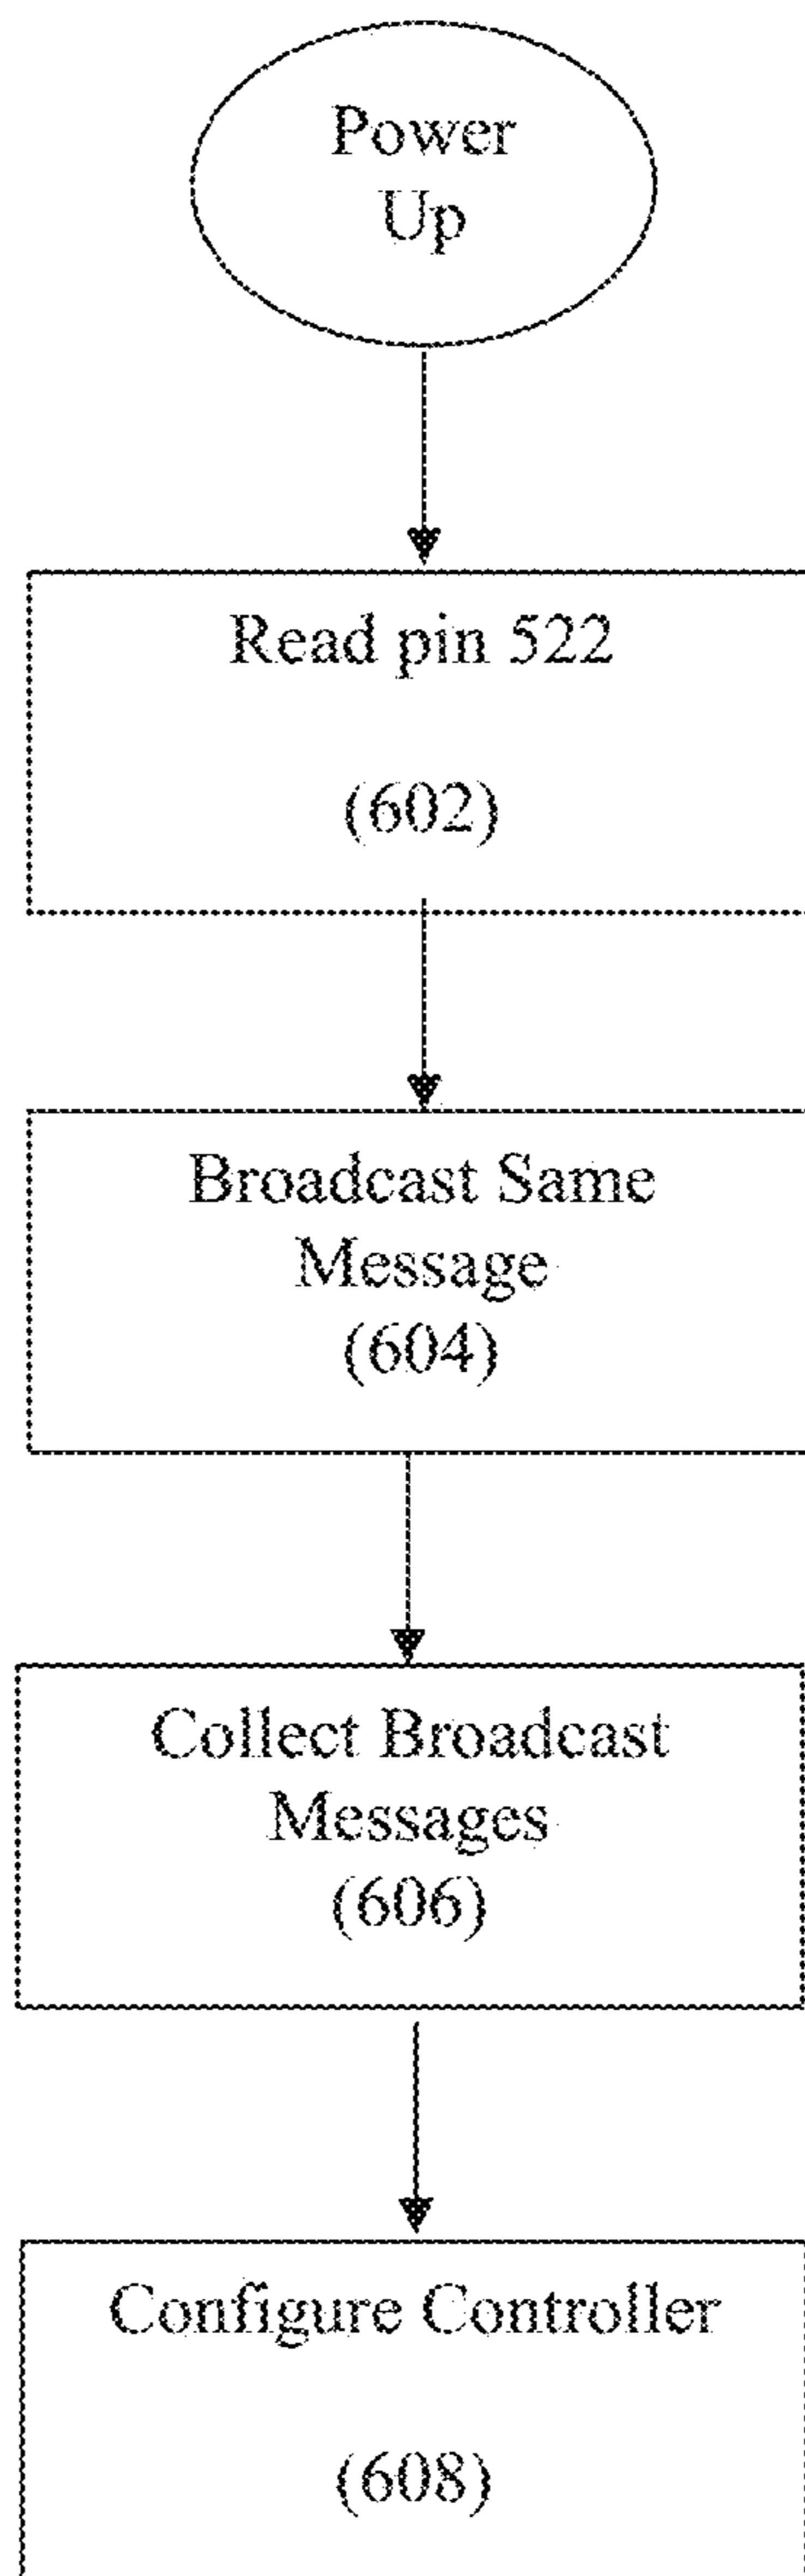 Power
Up
Read pin 522
(602)
Broadcast Same
Message
(604)
Collect Broadcast
Messages
(606)
Configure Controller
(608)